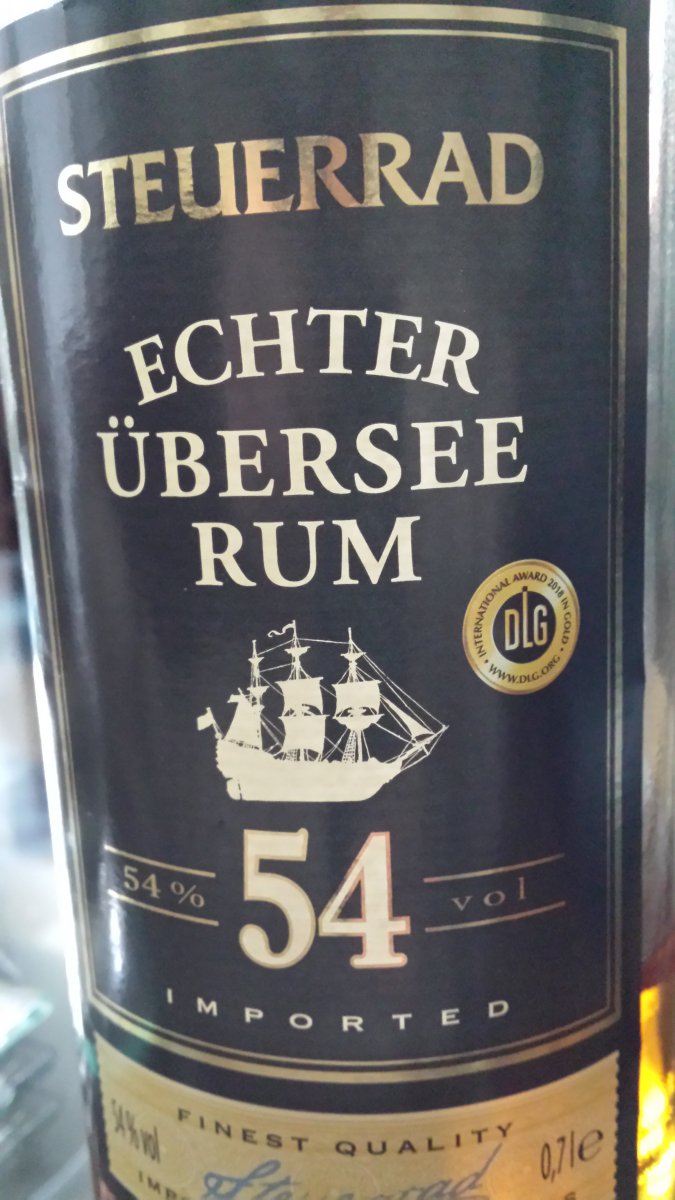 STEUERRAD
ECHTER
ÜBERSEE
RUM
INTERNATIONAL AWARD 2018 IN GOLD
DLG
WWW.DLG.ORG
54 % 54 vol
IMPORTED
FINEST QUALITY
54 % vol 0,7 l e
Steuerrad